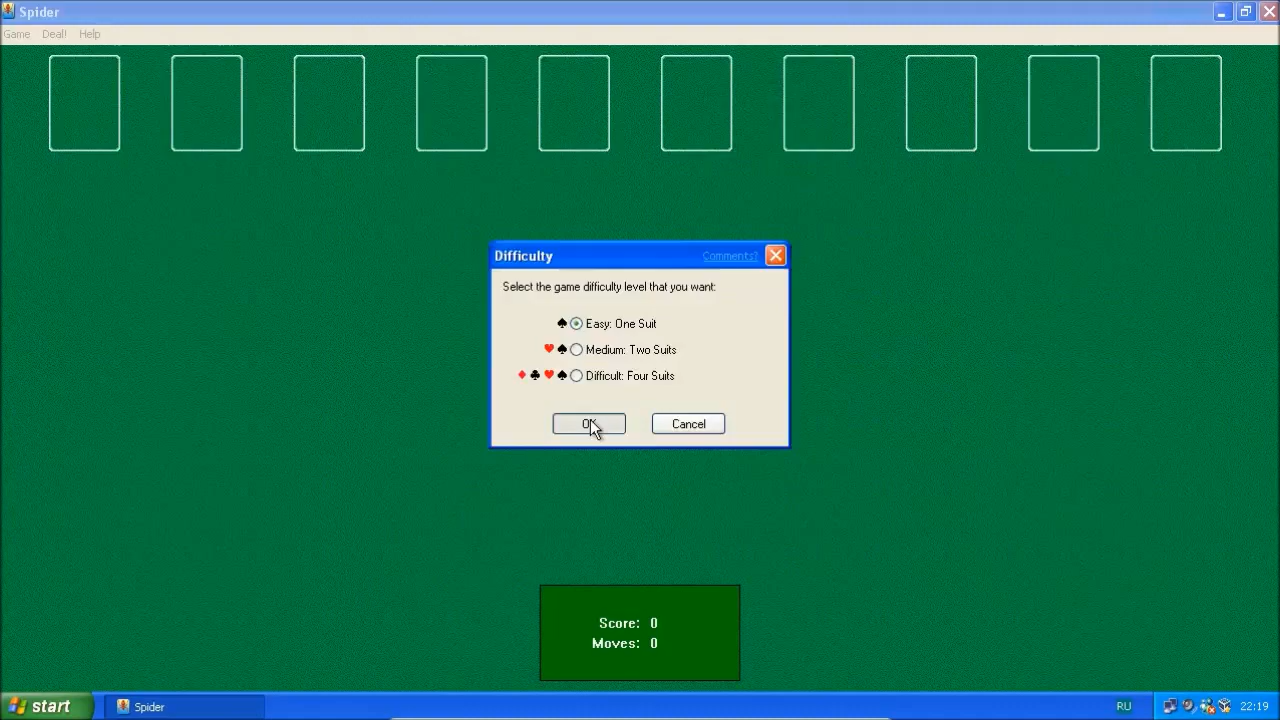 Spider
Game Deal! Help
Difficulty Comments?
Select the game difficulty level that you want:
Easy: One Suit
Medium: Two Suits
Difficult: Four Suits
OK Cancel
Score: 0
Moves: 0
start Spider RU 22:19